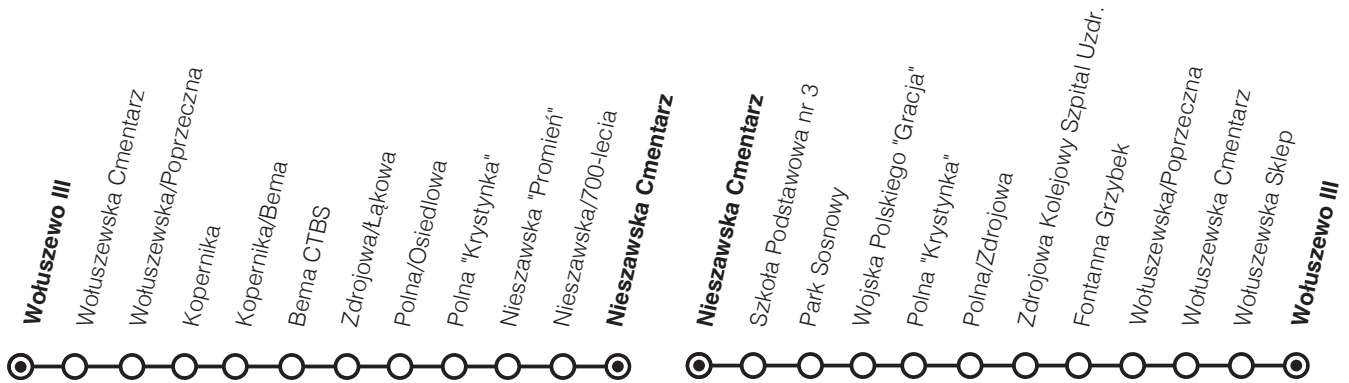 Wołuszewo III
Wołuszewska Cmentarz
Wołuszewska/Poprzeczna
Kopernika
Kopernika/Bema
Bema CTBS
Zdrojowa/Łąkowa
Polna/Osiedlowa
Polna "Krystynka"
Nieszawska "Promień"
Nieszawska/700-lecia
Nieszawska Cmentarz
Nieszawska Cmentarz
Szkoła Podstawowa nr 3
Park Sosnowy
Wojska Polskiego "Gracja"
Polna "Krystynka"
Polna/Zdrojowa
Zdrojowa Kolejowy Szpital Uzdr.
Fontanna Grzybek
Wołuszewska/Poprzeczna
Wołuszewska Cmentarz
Wołuszewska Sklep
Wołuszewo III